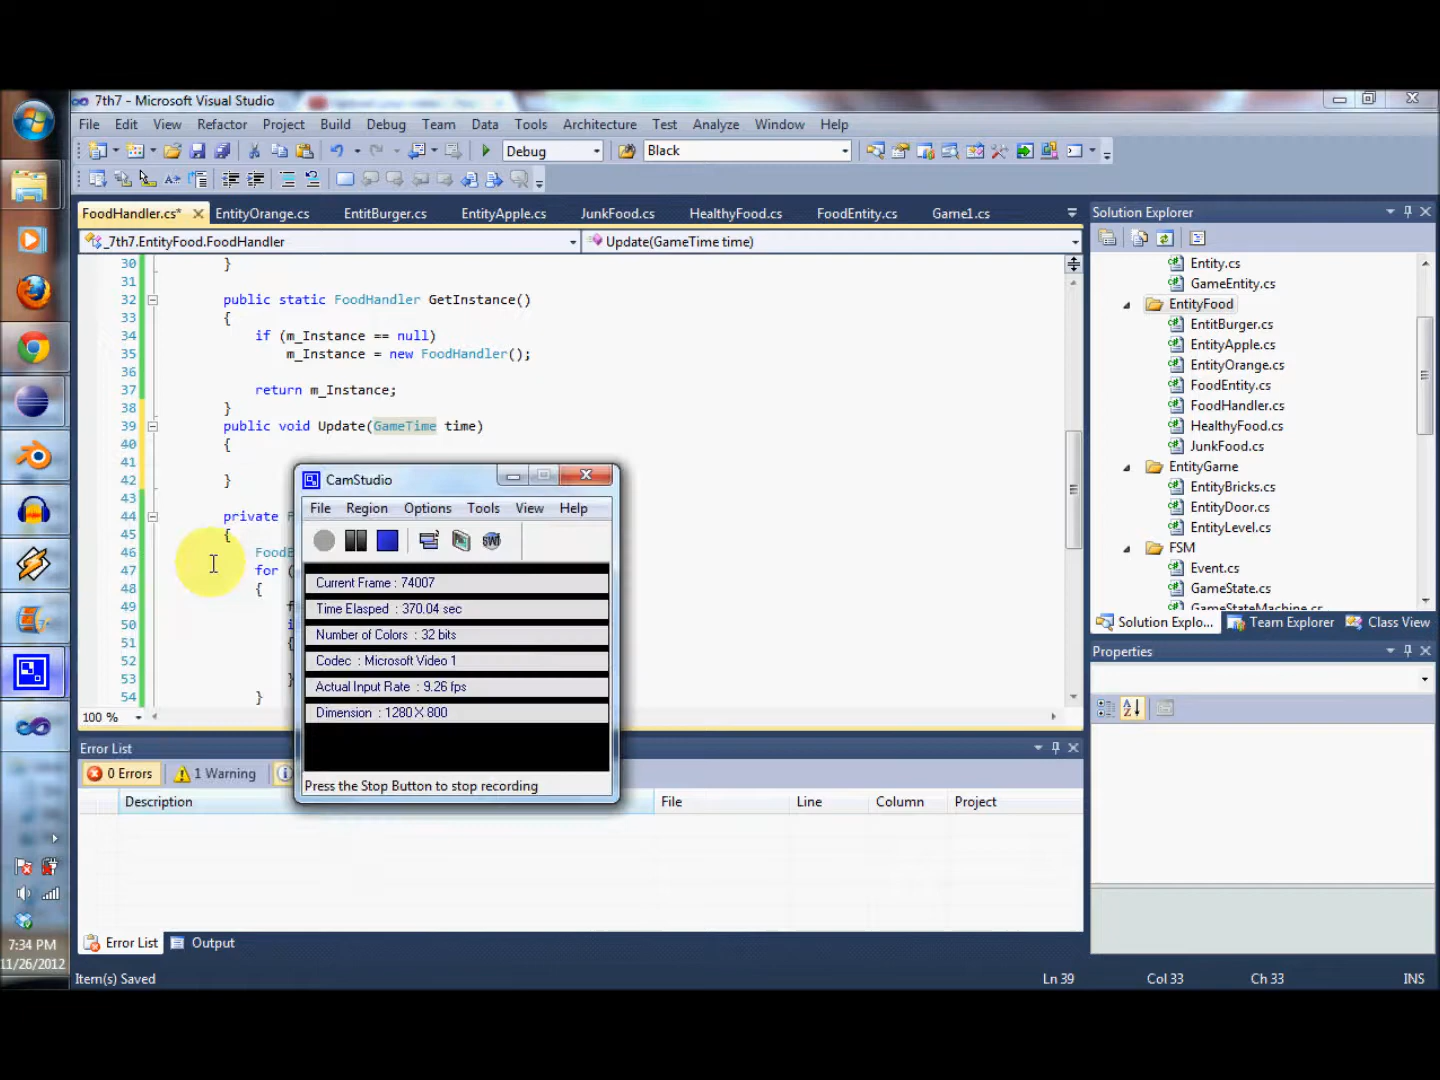 7th7 - Microsoft Visual Studio
File Edit View Refactor Project Build Debug Team Data Tools Architecture Test Analyze Window Help
Debug Black
FoodHandler.cs* EntityOrange.cs EntitBurger.cs EntityApple.cs JunkFood.cs HealthyFood.cs FoodEntity.cs Game1.cs
_7th7.EntityFood.FoodHandler Update(GameTime time)
30 }
31
32 public static FoodHandler GetInstance()
33 {
34 if (m_Instance == null)
35 m_Instance = new FoodHandler();
36
37 return m_Instance;
38 }
39 public void Update(GameTime time)
40 {
41
42 }
43
44 private F
45 {
46 FoodE
47 for (
48 {
49 f
50 i
51 {
52
53 }
54 }
100 %
CamStudio
File Region Options Tools View Help
Current Frame : 74007
Time Elasped : 370.04 sec
Number of Colors : 32 bits
Codec : Microsoft Video 1
Actual Input Rate : 9.26 fps
Dimension : 1280 X 800
Press the Stop Button to stop recording
Solution Explorer
Entity.cs
GameEntity.cs
EntityFood
EntitBurger.cs
EntityApple.cs
EntityOrange.cs
FoodEntity.cs
FoodHandler.cs
HealthyFood.cs
JunkFood.cs
EntityGame
EntityBricks.cs
EntityDoor.cs
EntityLevel.cs
FSM
Event.cs
GameState.cs
GameStateMachine.cs
Solution Explo... Team Explorer Class View
Properties
Error List
0 Errors 1 Warning
Description File Line Column Project
Error List Output
7:34 PM
11/26/2012
Item(s) Saved Ln 39 Col 33 Ch 33 INS